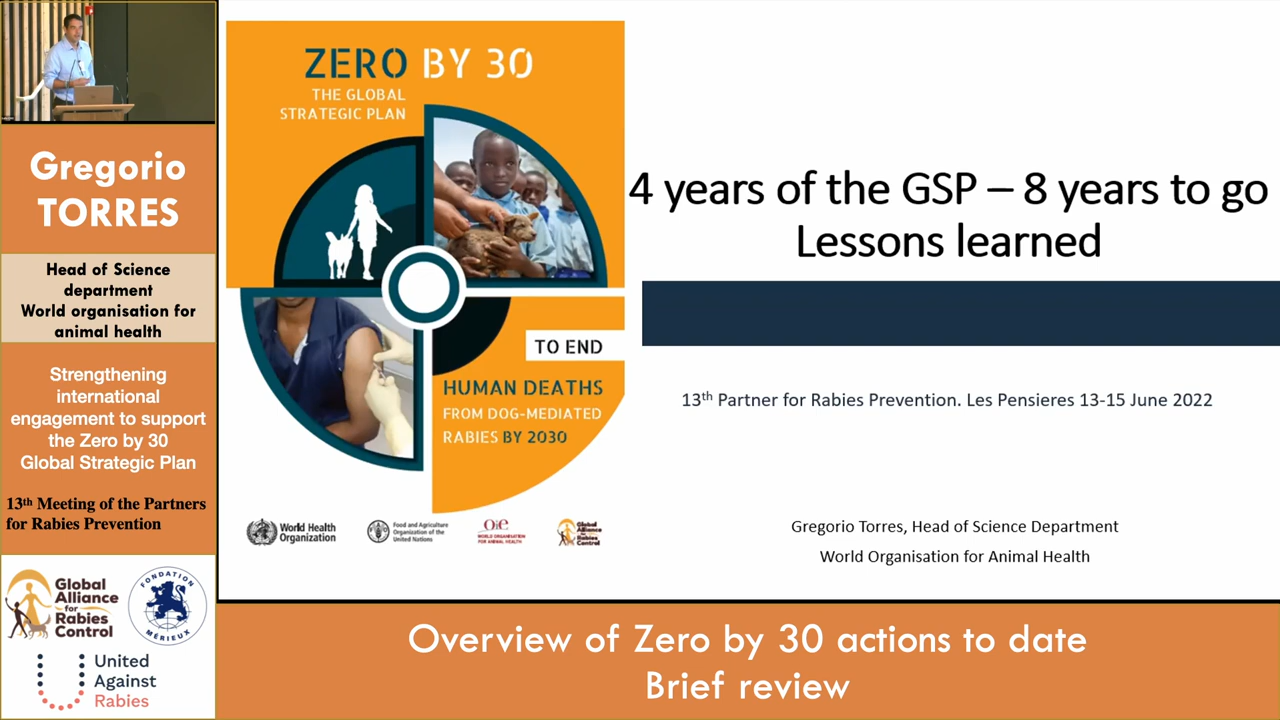 Gregorio
TORRES
Head of Science
department
World organisation for
animal health
Strengthening
international
engagement to support
the Zero by 30
Global Strategic Plan
13th Meeting of the Partners
for Rabies Prevention
Global
Alliance
for
Rabies
Control
FONDATION
MÉRIEUX
United
Against
Rabies
ZERO BY 30
THE GLOBAL
STRATEGIC PLAN
TO END
HUMAN DEATHS
FROM DOG-MEDIATED
RABIES BY 2030
World Health
Organization
Food and Agriculture
Organization of the
United Nations
Oie
WORLD ORGANISATION
FOR ANIMAL HEALTH
Global
Alliance
for
Rabies
Control
4 years of the GSP – 8 years to go
Lessons learned
13th Partner for Rabies Prevention. Les Pensieres 13-15 June 2022
Gregorio Torres, Head of Science Department
World Organisation for Animal Health
Overview of Zero by 30 actions to date
Brief review